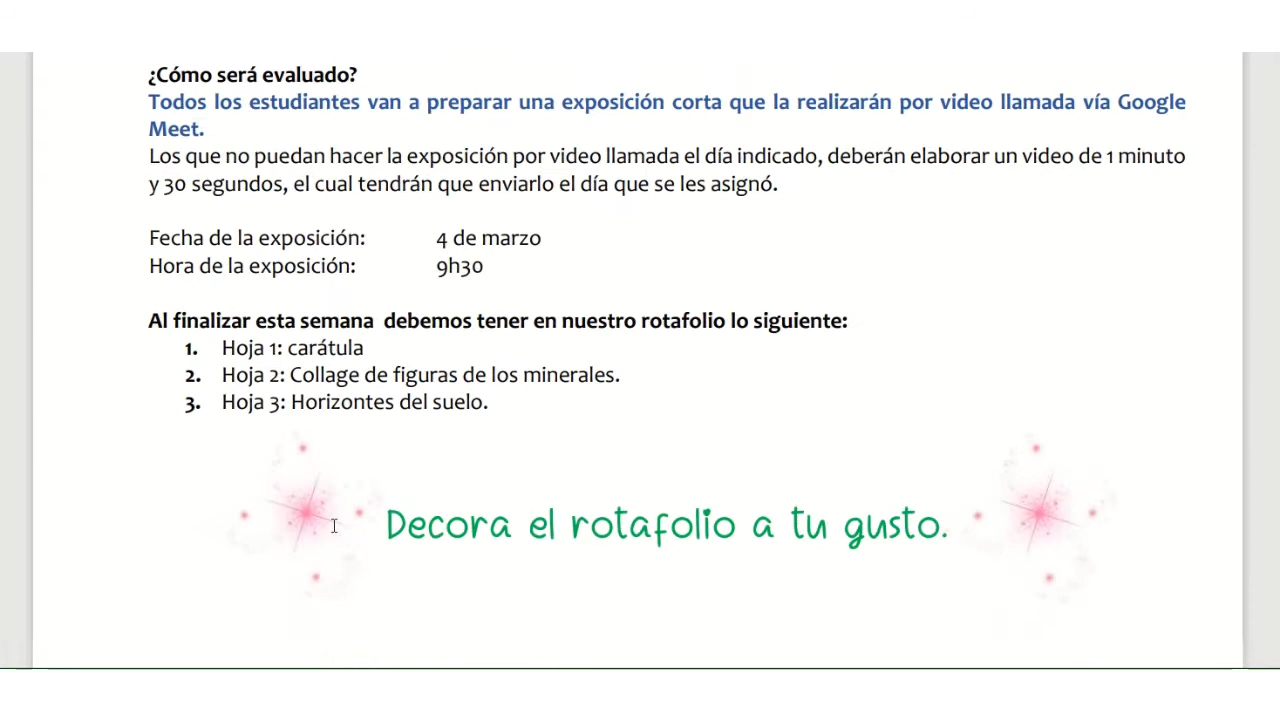 ¿Cómo será evaluado?
Todos los estudiantes van a preparar una exposición corta que la realizarán por video llamada vía Google
Meet.
Los que no puedan hacer la exposición por video llamada el día indicado, deberán elaborar un video de 1 minuto
y 30 segundos, el cual tendrán que enviarlo el día que se les asignó.
Fecha de la exposición: 4 de marzo
Hora de la exposición: 9h30
Al finalizar esta semana debemos tener en nuestro rotafolio lo siguiente:
1. Hoja 1: carátula
2. Hoja 2: Collage de figuras de los minerales.
3. Hoja 3: Horizontes del suelo.
Decora el rotafolio a tu gusto.